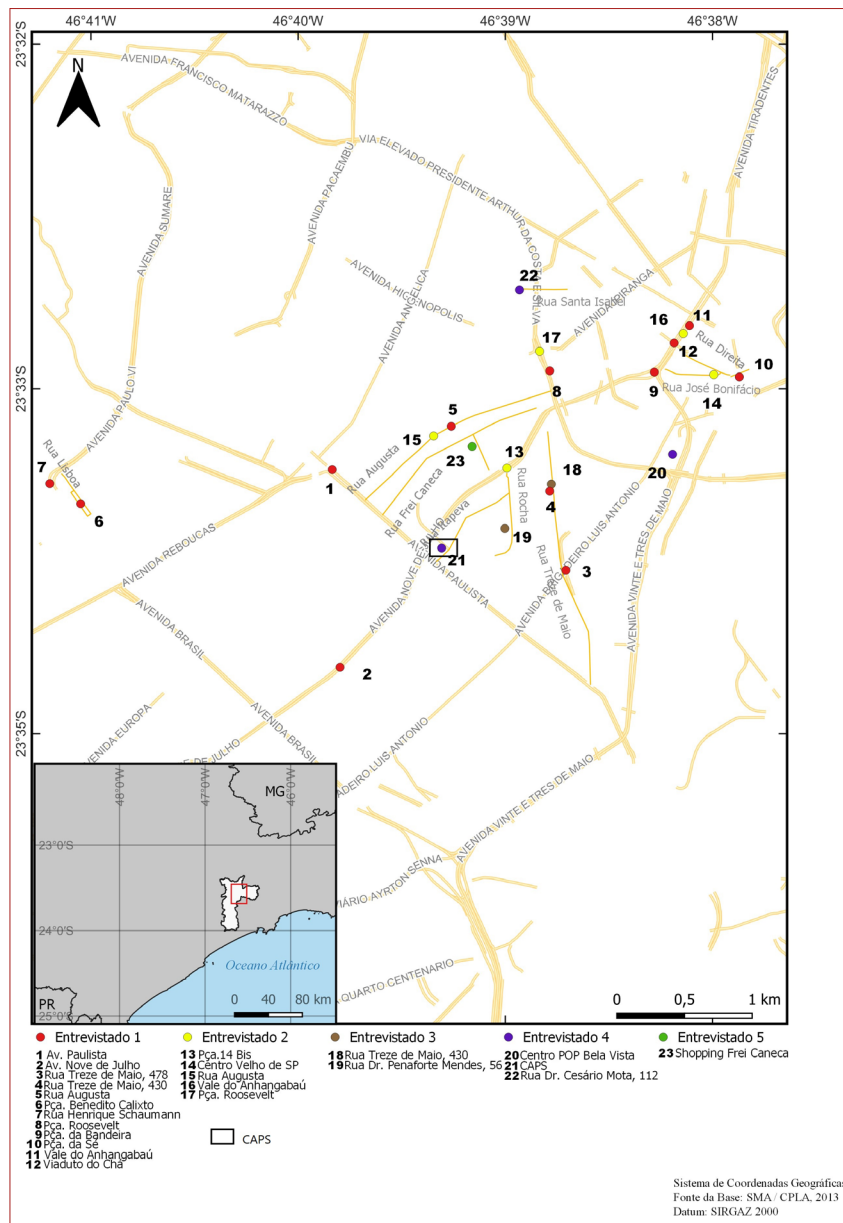 46°41'0W 46°40'0W 46°39'0W 46°38'0W
23°32'S
N
AVENIDA FRANCISCO MATARAZZO
AVENIDA TIRADENTES
VIA ELEVADO PRESIDENTE ARTHUR DA COSTA E SILVA
AVENIDA PACAEMBU
AVENIDA SUMARE
AVENIDA ANGELICA
22
Rua Santa Isabel
AVENIDA IPIRANGA
16
11
17
12
Rua Direita
10
23°33'S
8
9
Rua José Bonifácio
14
AVENIDA PAULO VI
5
15
Rua Augusta
13
23
Rua Lisboa
7
1
6
Rua Frei Caneca
Rua Rocha
18
20
4
AVENIDA REBOUCAS
19
Rua Itapeva
21
AVENIDA PAULISTA
3
Rua Treze de Maio
AVENIDA VINTE E TRES DE MAIO
AVENIDA BRASIL
2
AVENIDA EUROPA
AVENIDA BRASIL
23°35'S
E DE JULHO
ADEIRO LUIS ANTONIO
AVENIDA VINTE E TRES DE MAIO
VIÁRIO AYRTON SENNA
A QUARTO CENTENARIO
48°0'W 47°0'W 46°0'W
MG
23°0'S
24°0'S
Oceano Atlântico
PR
25°0'S
0 40 80 km
0 0,5 1 km
Entrevistado 1
1 Av. Paulista
2 Av. Nove de Julho
3 Rua Treze de Maio, 478
4 Rua Treze de Maio, 430
5 Rua Augusta
6 Pça. Benedito Calixto
7 Rua Henrique Schaumann
8 Pça. Roosevelt
9 Pça. da Bandeira
10 Pça. da Sé
11 Vale do Anhangabaú
12 Viaduto do Chá
Entrevistado 2
13 Pça.14 Bis
14 Centro Velho de SP
15 Rua Augusta
16 Vale do Anhangabaú
17 Pça. Roosevelt
CAPS
Entrevistado 3
18 Rua Treze de Maio, 430
19 Rua Dr. Penaforte Mendes, 56
Entrevistado 4
20 Centro POP Bela Vista
21 CAPS
22 Rua Dr. Cesário Mota, 112
Entrevistado 5
23 Shopping Frei Caneca
Sistema de Coordenadas Geográficas
Fonte da Base: SMA / CPLA, 2013
Datum: SIRGAZ 2000